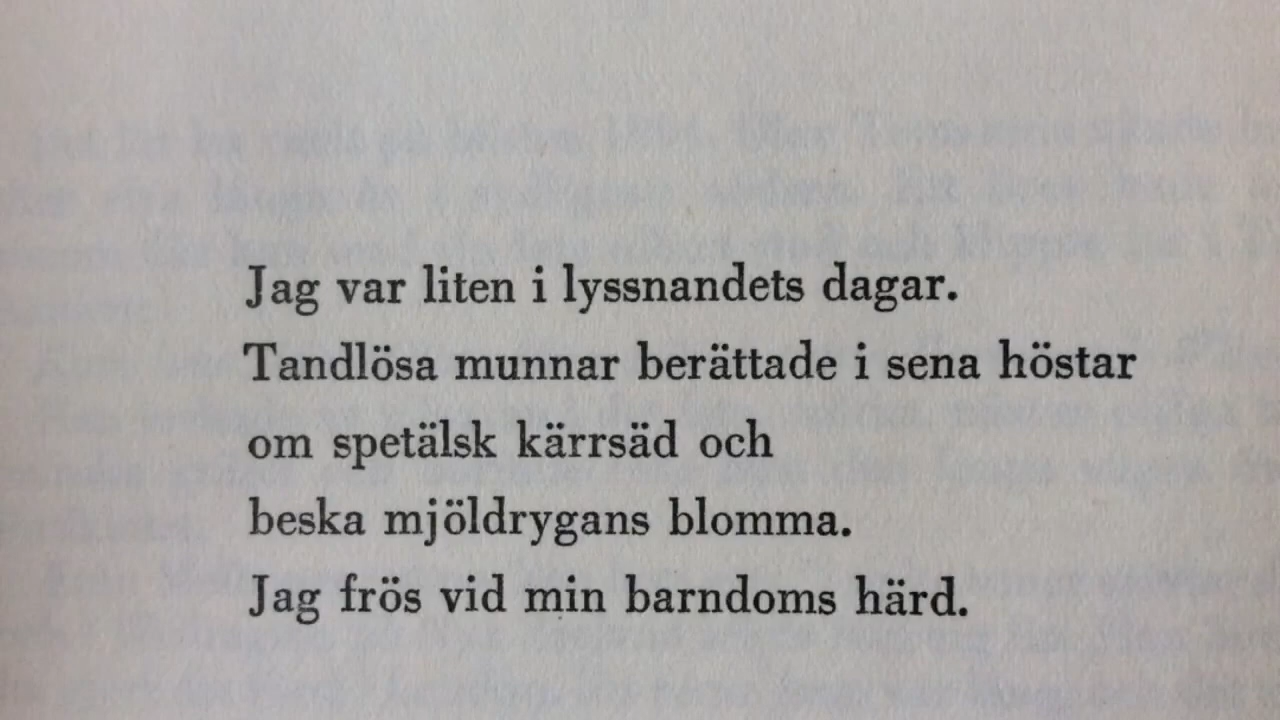 Jag var liten i lyssnandets dagar.
Tandlösa munnar berättade i sena höstar
om spetälsk kärrsäd och
beska mjöldrygans blomma.
Jag frös vid min barndoms härd.